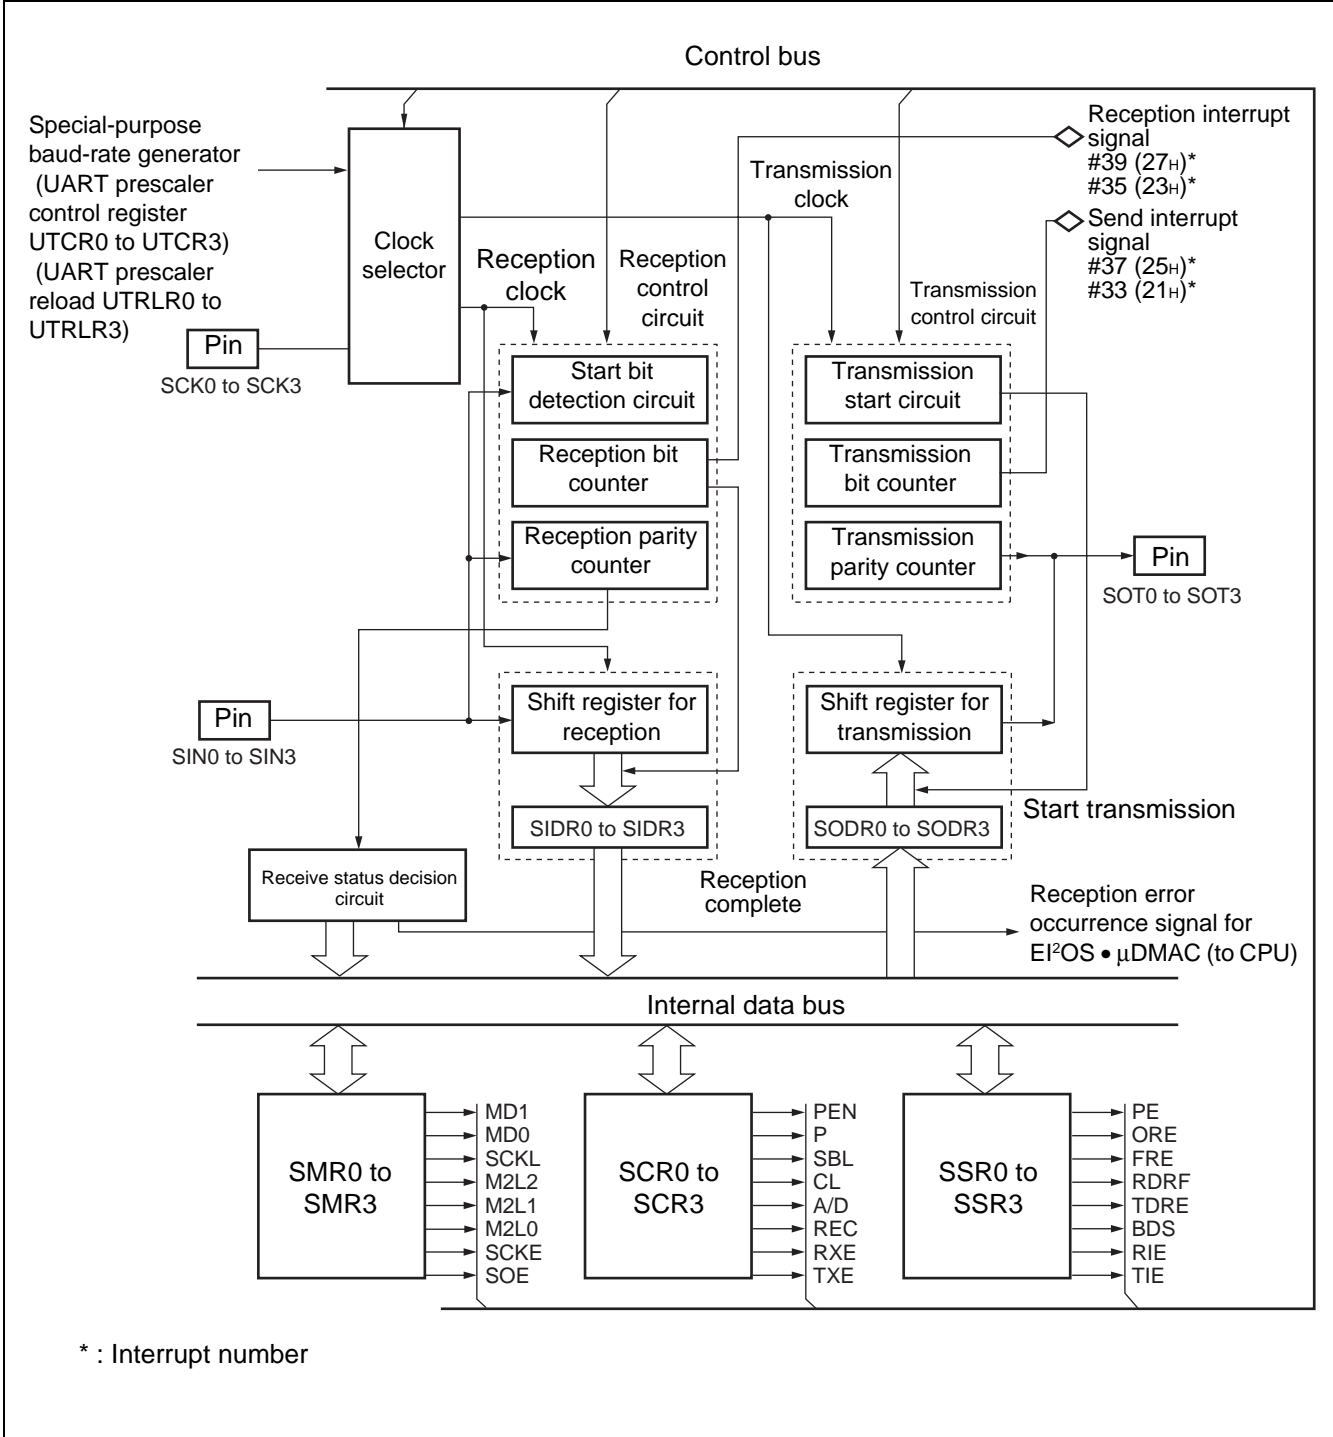 Control bus
Special-purpose
baud-rate generator
(UART prescaler
control register
UTCR0 to UTCR3)
(UART prescaler
reload UTRLR0 to
UTRLR3)
Pin
SCK0 to SCK3
Clock
selector
Reception
clock
Reception
control
circuit
Transmission
clock
Transmission
control circuit
Reception interrupt
signal
#39 (27H)*
#35 (23H)*
Send interrupt
signal
#37 (25H)*
#33 (21H)*
Start bit
detection circuit
Reception bit
counter
Reception parity
counter
Transmission
start circuit
Transmission
bit counter
Transmission
parity counter
Pin
SOT0 to SOT3
Pin
SIN0 to SIN3
Shift register for
reception
SIDR0 to SIDR3
Shift register for
transmission
SODR0 to SODR3
Start transmission
Receive status decision
circuit
Reception
complete
Reception error
occurrence signal for
EI²OS • μDMAC (to CPU)
Internal data bus
SMR0 to
SMR3
MD1
MD0
SCKL
M2L2
M2L1
M2L0
SCKE
SOE
SCR0 to
SCR3
PEN
P
SBL
CL
A/D
REC
RXE
TXE
SSR0 to
SSR3
PE
ORE
FRE
RDRF
TDRE
BDS
RIE
TIE
* : Interrupt number